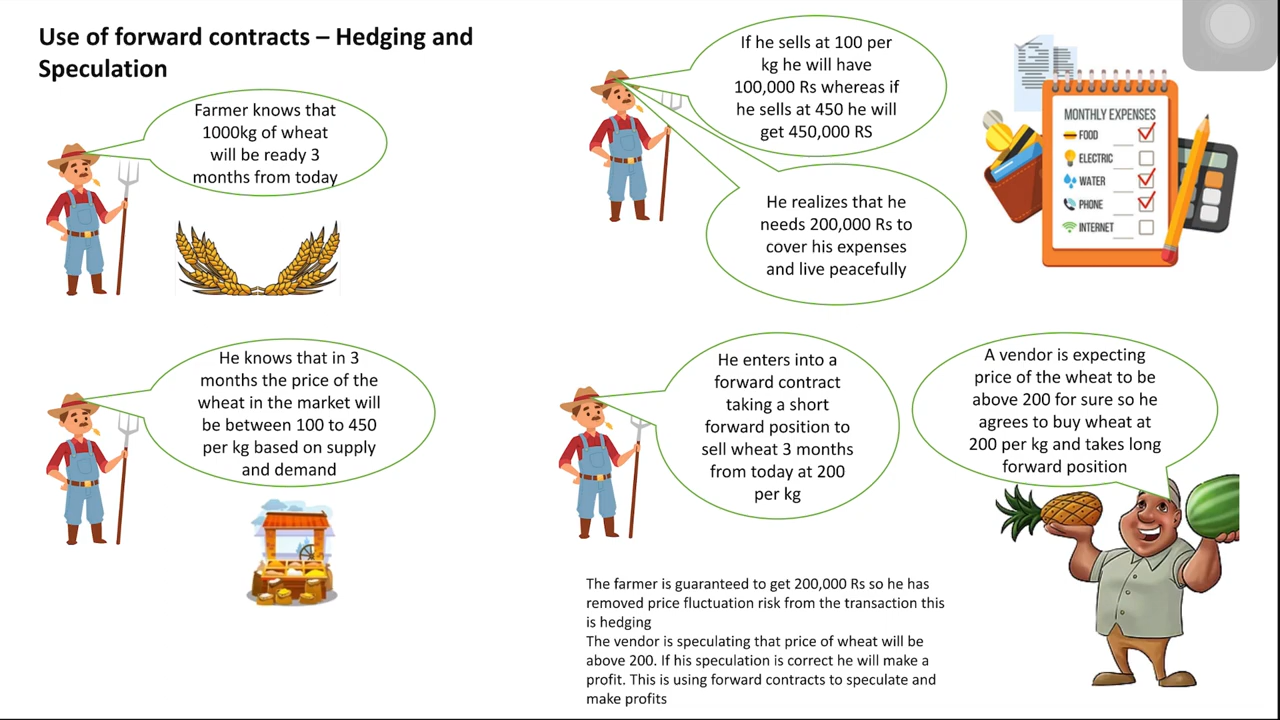 Use of forward contracts – Hedging and
Speculation
Farmer knows that
1000kg of wheat
will be ready 3
months from today
If he sells at 100 per
kg he will have
100,000 Rs whereas if
he sells at 450 he will
get 450,000 RS
He realizes that he
needs 200,000 Rs to
cover his expenses
and live peacefully
MONTHLY EXPENSES
FOOD
ELECTRIC
WATER
PHONE
INTERNET
He knows that in 3
months the price of the
wheat in the market will
be between 100 to 450
per kg based on supply
and demand
He enters into a
forward contract
taking a short
forward position to
sell wheat 3 months
from today at 200
per kg
A vendor is expecting
price of the wheat to be
above 200 for sure so he
agrees to buy wheat at
200 per kg and takes long
forward position
The farmer is guaranteed to get 200,000 Rs so he has
removed price fluctuation risk from the transaction this
is hedging
The vendor is speculating that price of wheat will be
above 200. If his speculation is correct he will make a
profit. This is using forward contracts to speculate and
make profits